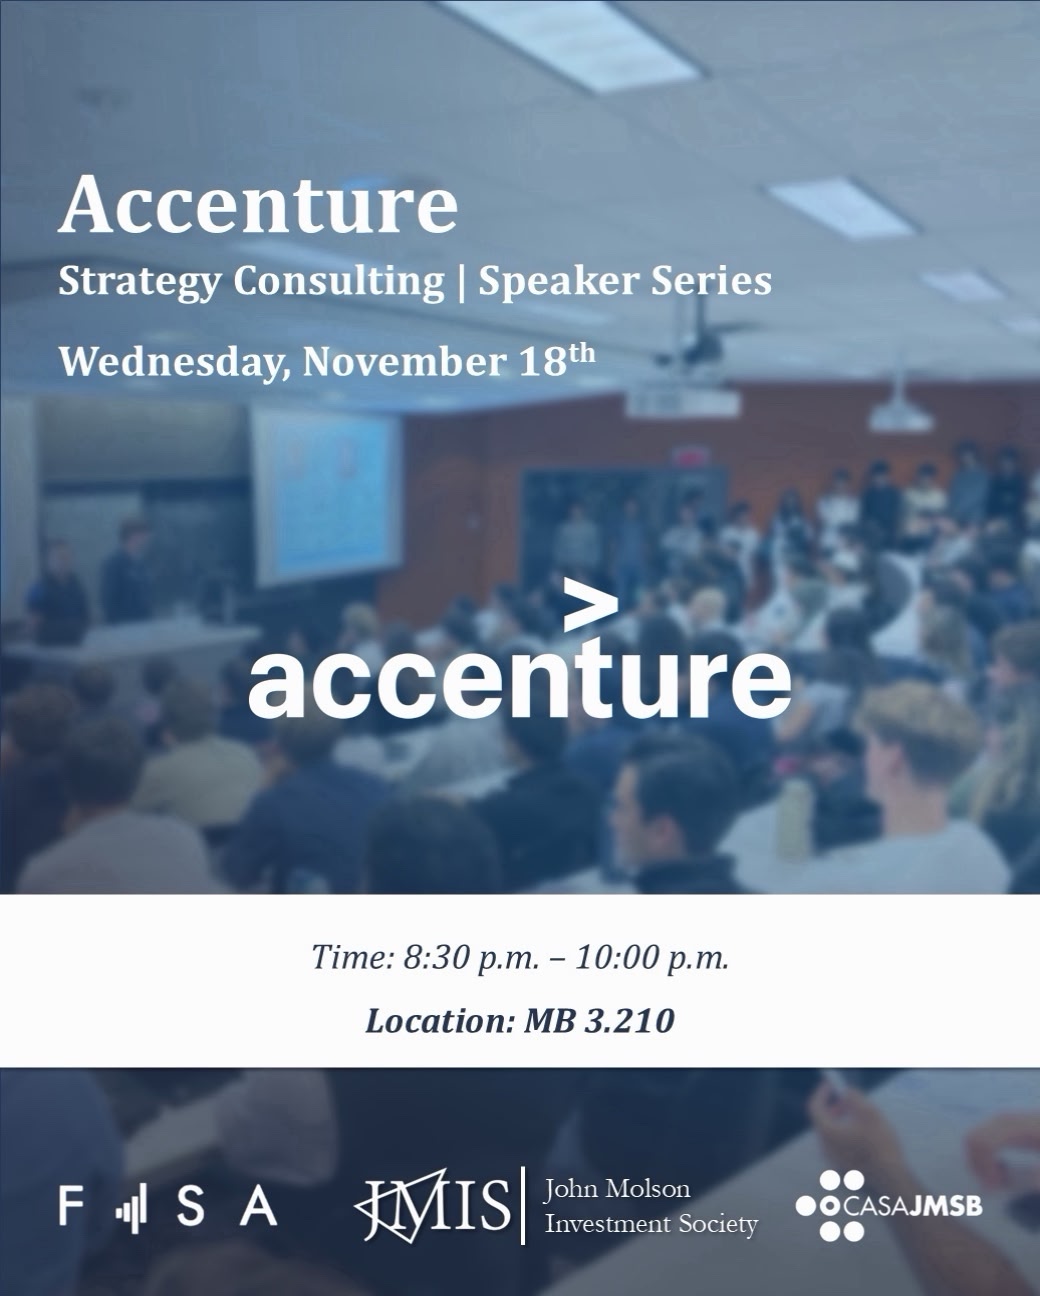 Accenture
Strategy Consulting | Speaker Series
Wednesday, November 18th
>
accenture
Time: 8:30 p.m. – 10:00 p.m.
Location: MB 3.210
F I S A
JMIS | John Molson
Investment Society
CASAJMSB